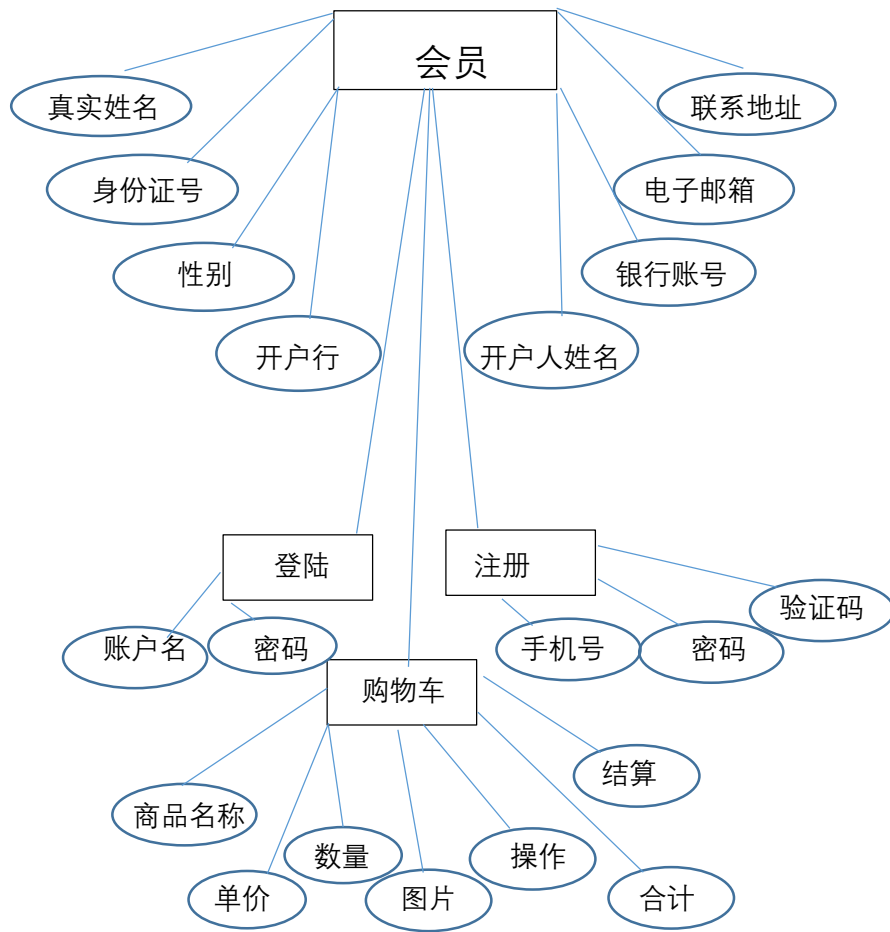 会员
真实姓名
联系地址
身份证号
电子邮箱
性别
银行账号
开户行
开户人姓名
登陆
注册
账户名
密码
手机号
密码
验证码
购物车
商品名称
单价
数量
图片
操作
合计
结算